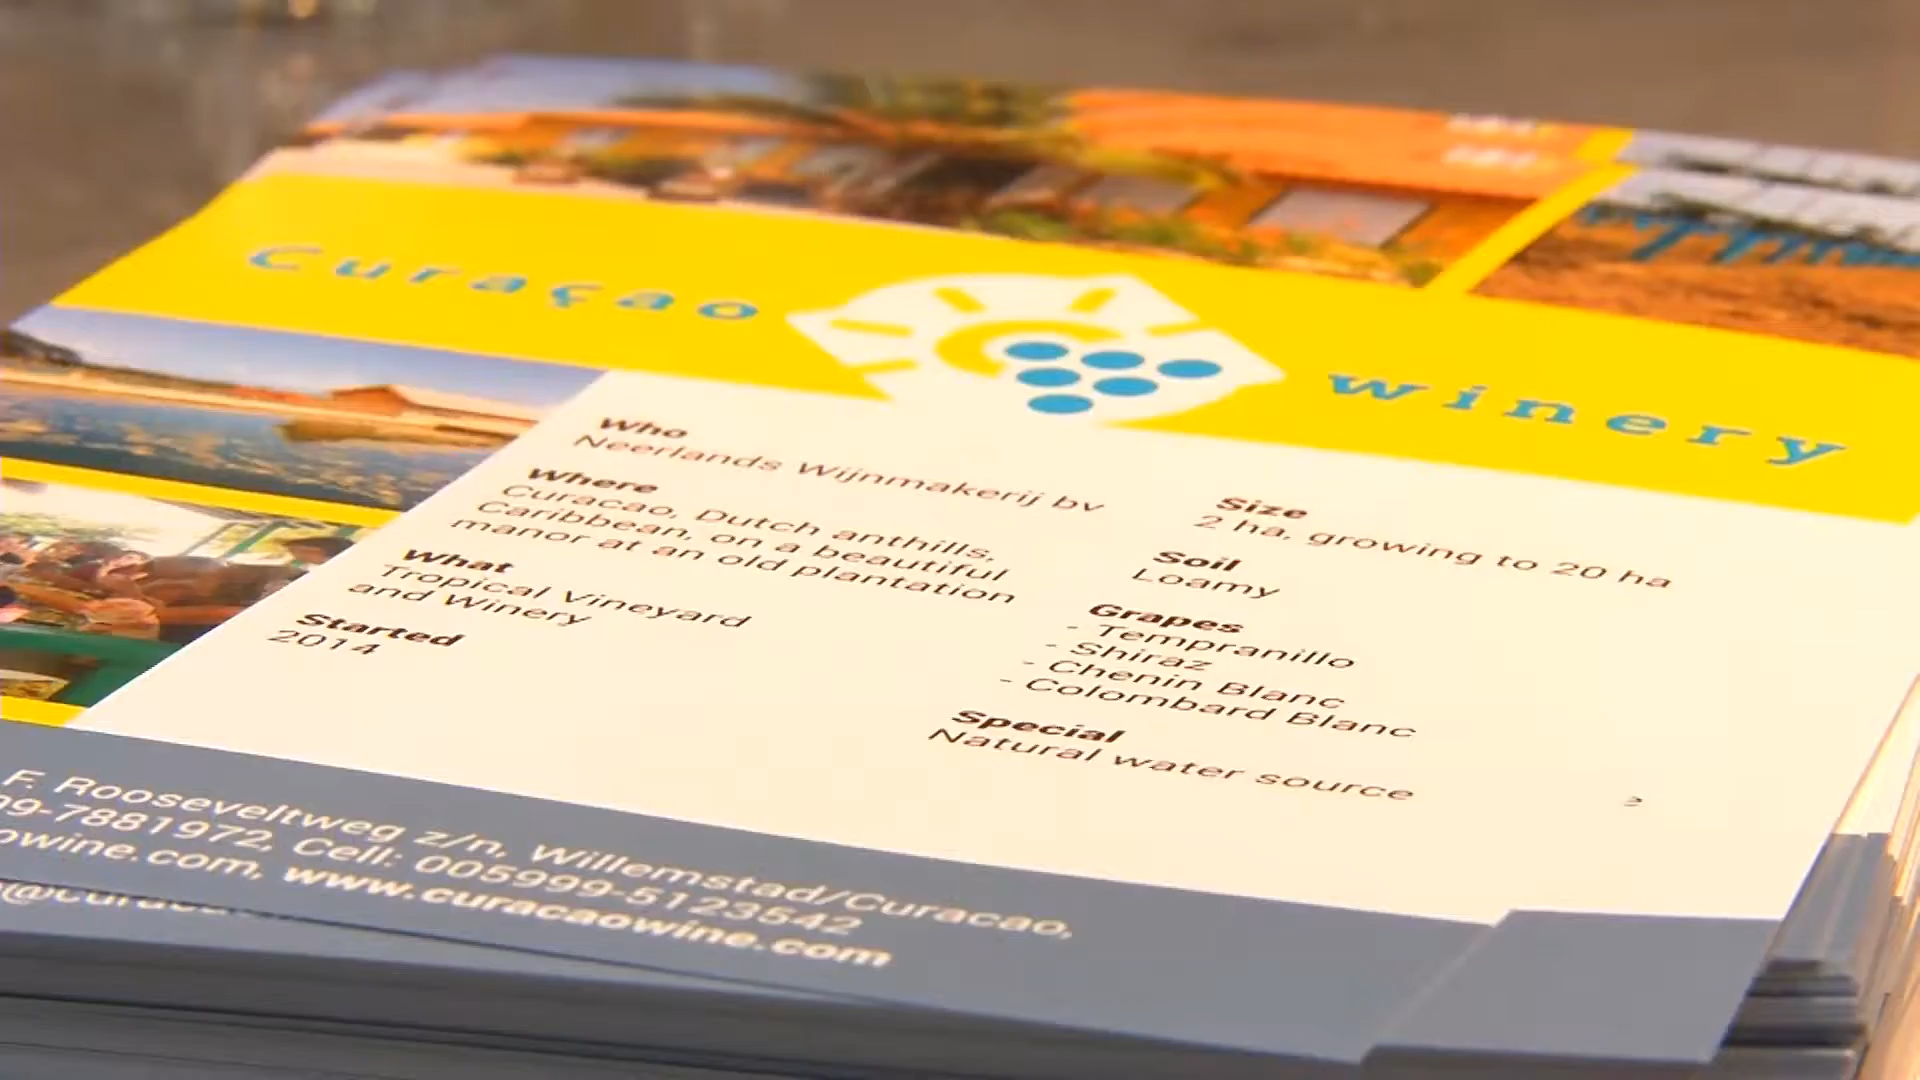 Curaçao winery
Who
Neerlands Wijnmakerij bv
Where
Curacao, Dutch anthills,
Caribbean, on a beautiful
manor at an old plantation
What
Tropical Vineyard
and Winery
Started
2014
Size
2 ha, growing to 20 ha
Soil
Loamy
Grapes
- Tempranillo
- Shiraz
- Chenin Blanc
- Colombard Blanc
Special
Natural water source
F. Rooseveltweg z/n, Willemstad/Curacao,
99-7881972, Cell: 005999-5123542
owine.com, www.curacaowine.com